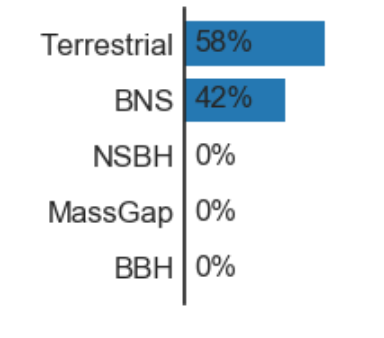 Terrestrial 58%
BNS 42%
NSBH 0%
MassGap 0%
BBH 0%